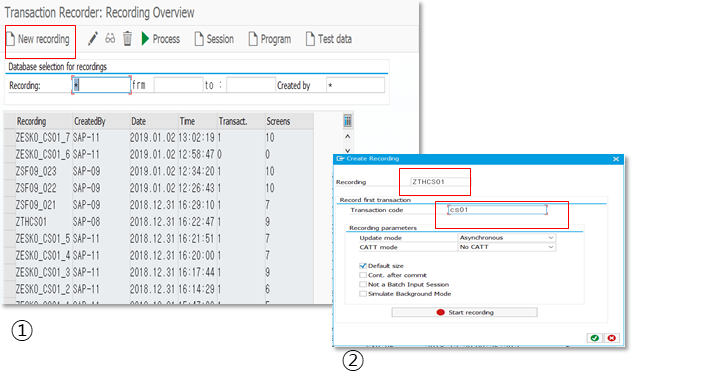 Transaction Recorder: Recording Overview
New recording Process Session Program Test data
Database selection for recordings
Recording: * frm to : Created by *
Recording CreatedBy Date Time Transact. Screens
ZESKO_CS01_7 SAP-11 2019.01.02 13:02:19 1 10
ZESKO_CS01_6 SAP-11 2019.01.02 12:58:47 0 0
ZSF09_023 SAP-09 2019.01.02 12:34:20 1 10
ZSF09_022 SAP-09 2019.01.02 12:26:43 1 10
ZSF09_021 SAP-09 2018.12.31 16:29:10 1 7
ZTHCS01 SAP-08 2018.12.31 16:22:47 1 9
ZESKO_CS01_5 SAP-11 2018.12.31 16:21:51 1 7
ZESKO_CS01_4 SAP-11 2018.12.31 16:20:00 1 7
ZESKO_CS01_3 SAP-11 2018.12.31 16:17:44 1 9
ZESKO_CS01_2 SAP-11 2018.12.31 16:14:29 1 6
①
Create Recording
Recording ZTHCS01
Record first transaction
Transaction code cs01
Recording parameters
Update mode Asynchronous
CATT mode No CATT
Default size
Cont. after commit
Not a Batch Input Session
Simulate Background Mode
Start recording
②